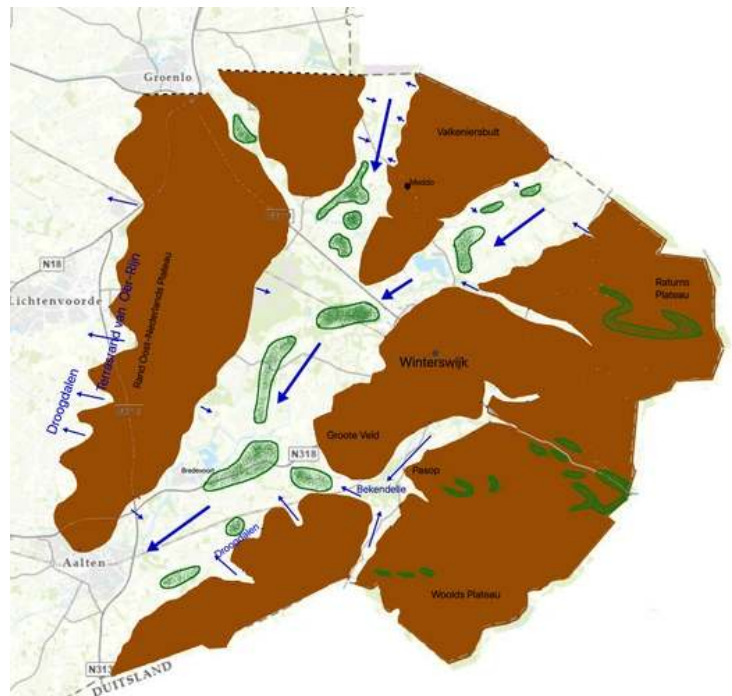 Groenlo
Valkeniersbult
Meddo
N18
Lichtenvoorde
Terrasrand van Oer-Rijn
Rand Oost-Nederlands Plateau
Droogdalen
Ratums
Plateau
Winterswijk
Groote Veld
N318
Bredevoort
Pasop
Bekendelle
Droogdalen
Aalten
Woolds Plateau
N313
DUITSLAND